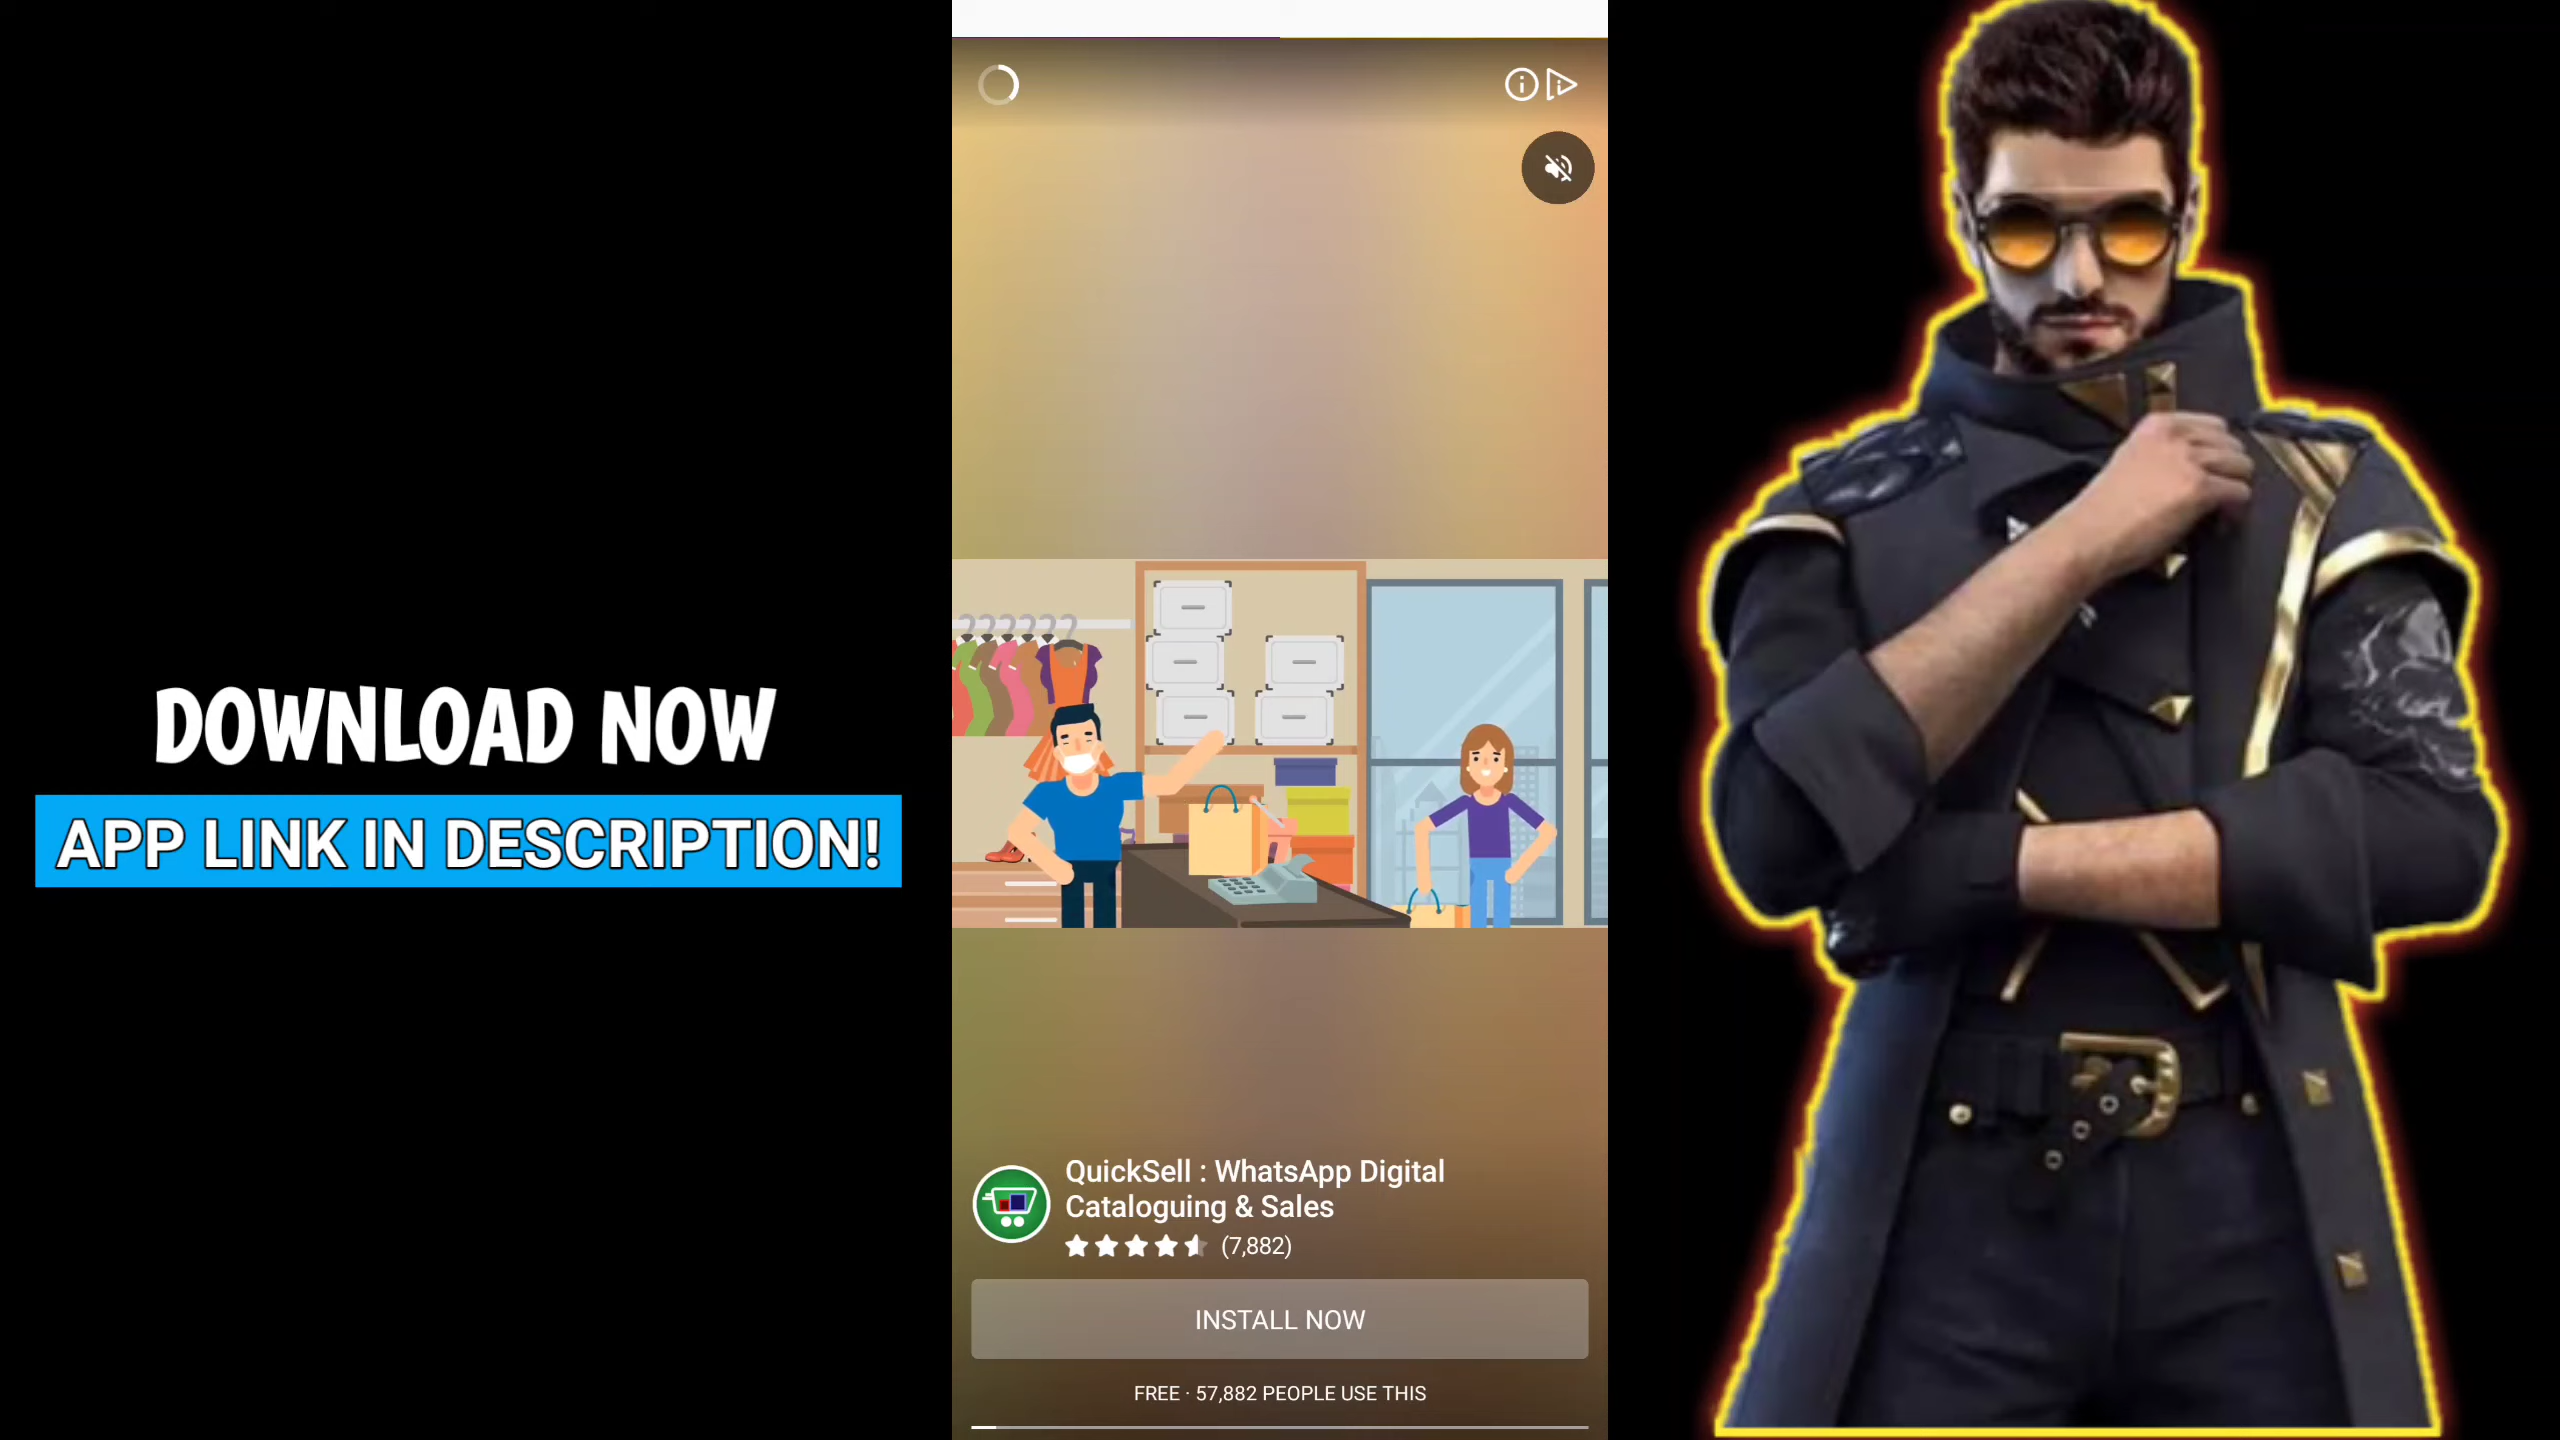 DOWNLOAD NOW
APP LINK IN DESCRIPTION!
QuickSell : WhatsApp Digital
Cataloguing & Sales
(7,882)
INSTALL NOW
FREE · 57,882 PEOPLE USE THIS